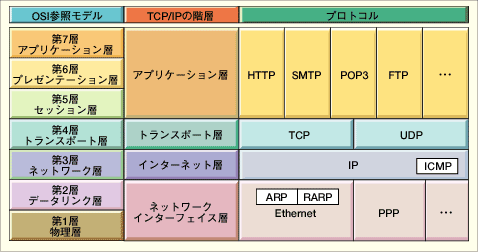 OSI参照モデル
TCP/IPの階層
プロトコル
第7層
アプリケーション層
第6層
プレゼンテーション層
第5層
セッション層
アプリケーション層
HTTP
SMTP
POP3
FTP
…
第4層
トランスポート層
トランスポート層
TCP
UDP
第3層
ネットワーク層
インターネット層
IP
ICMP
第2層
データリンク層
第1層
物理層
ネットワーク
インターフェイス層
ARP
RARP
Ethernet
PPP
…